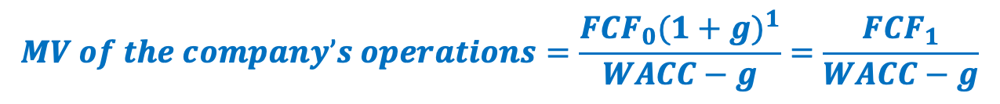 MV of the company's operations = FCF₀(1 + g)¹ / WACC − g = FCF₁ / WACC − g